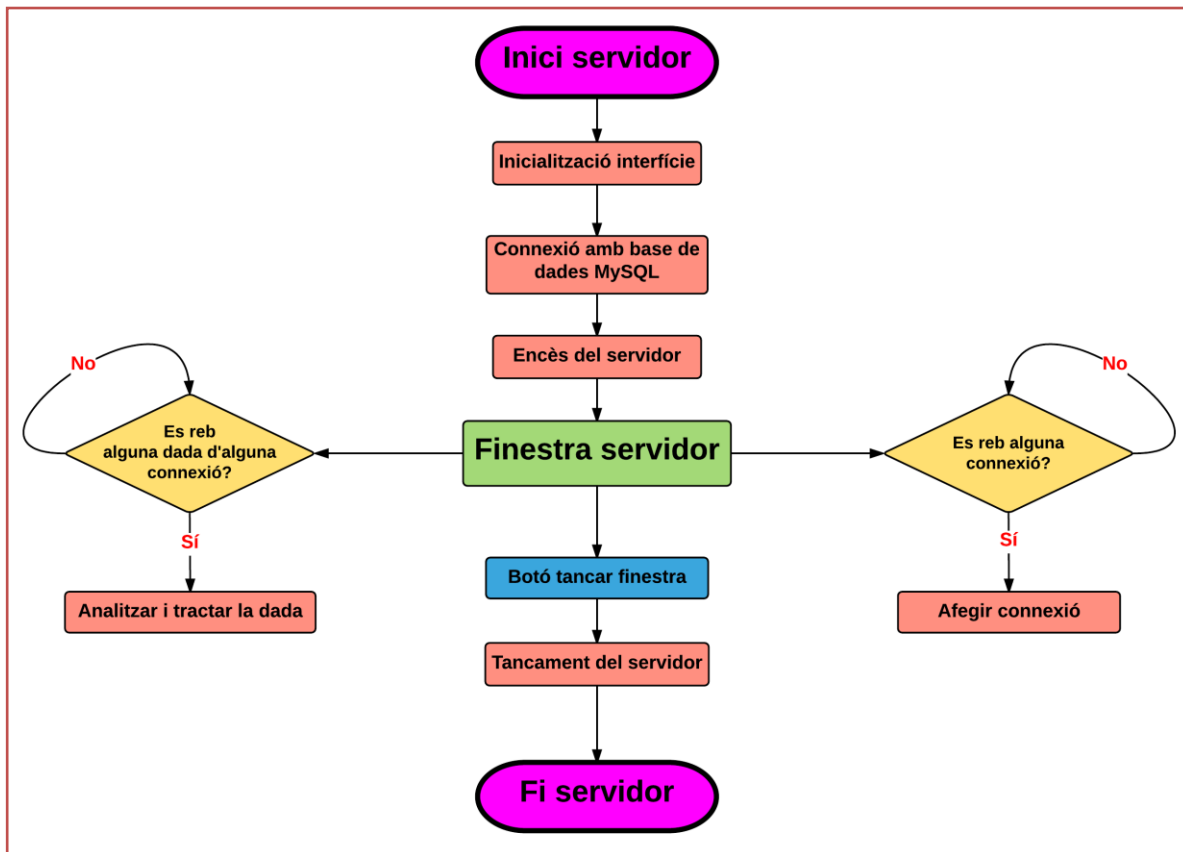 Inici servidor
Inicialització interfície
Connexió amb base de
dades MySQL
Encès del servidor
No
No
Es reb
alguna dada d'alguna
connexió?
Finestra servidor
Es reb alguna
connexió?
Sí
Sí
Botó tancar finestra
Analitzar i tractar la dada
Afegir connexió
Tancament del servidor
Fi servidor